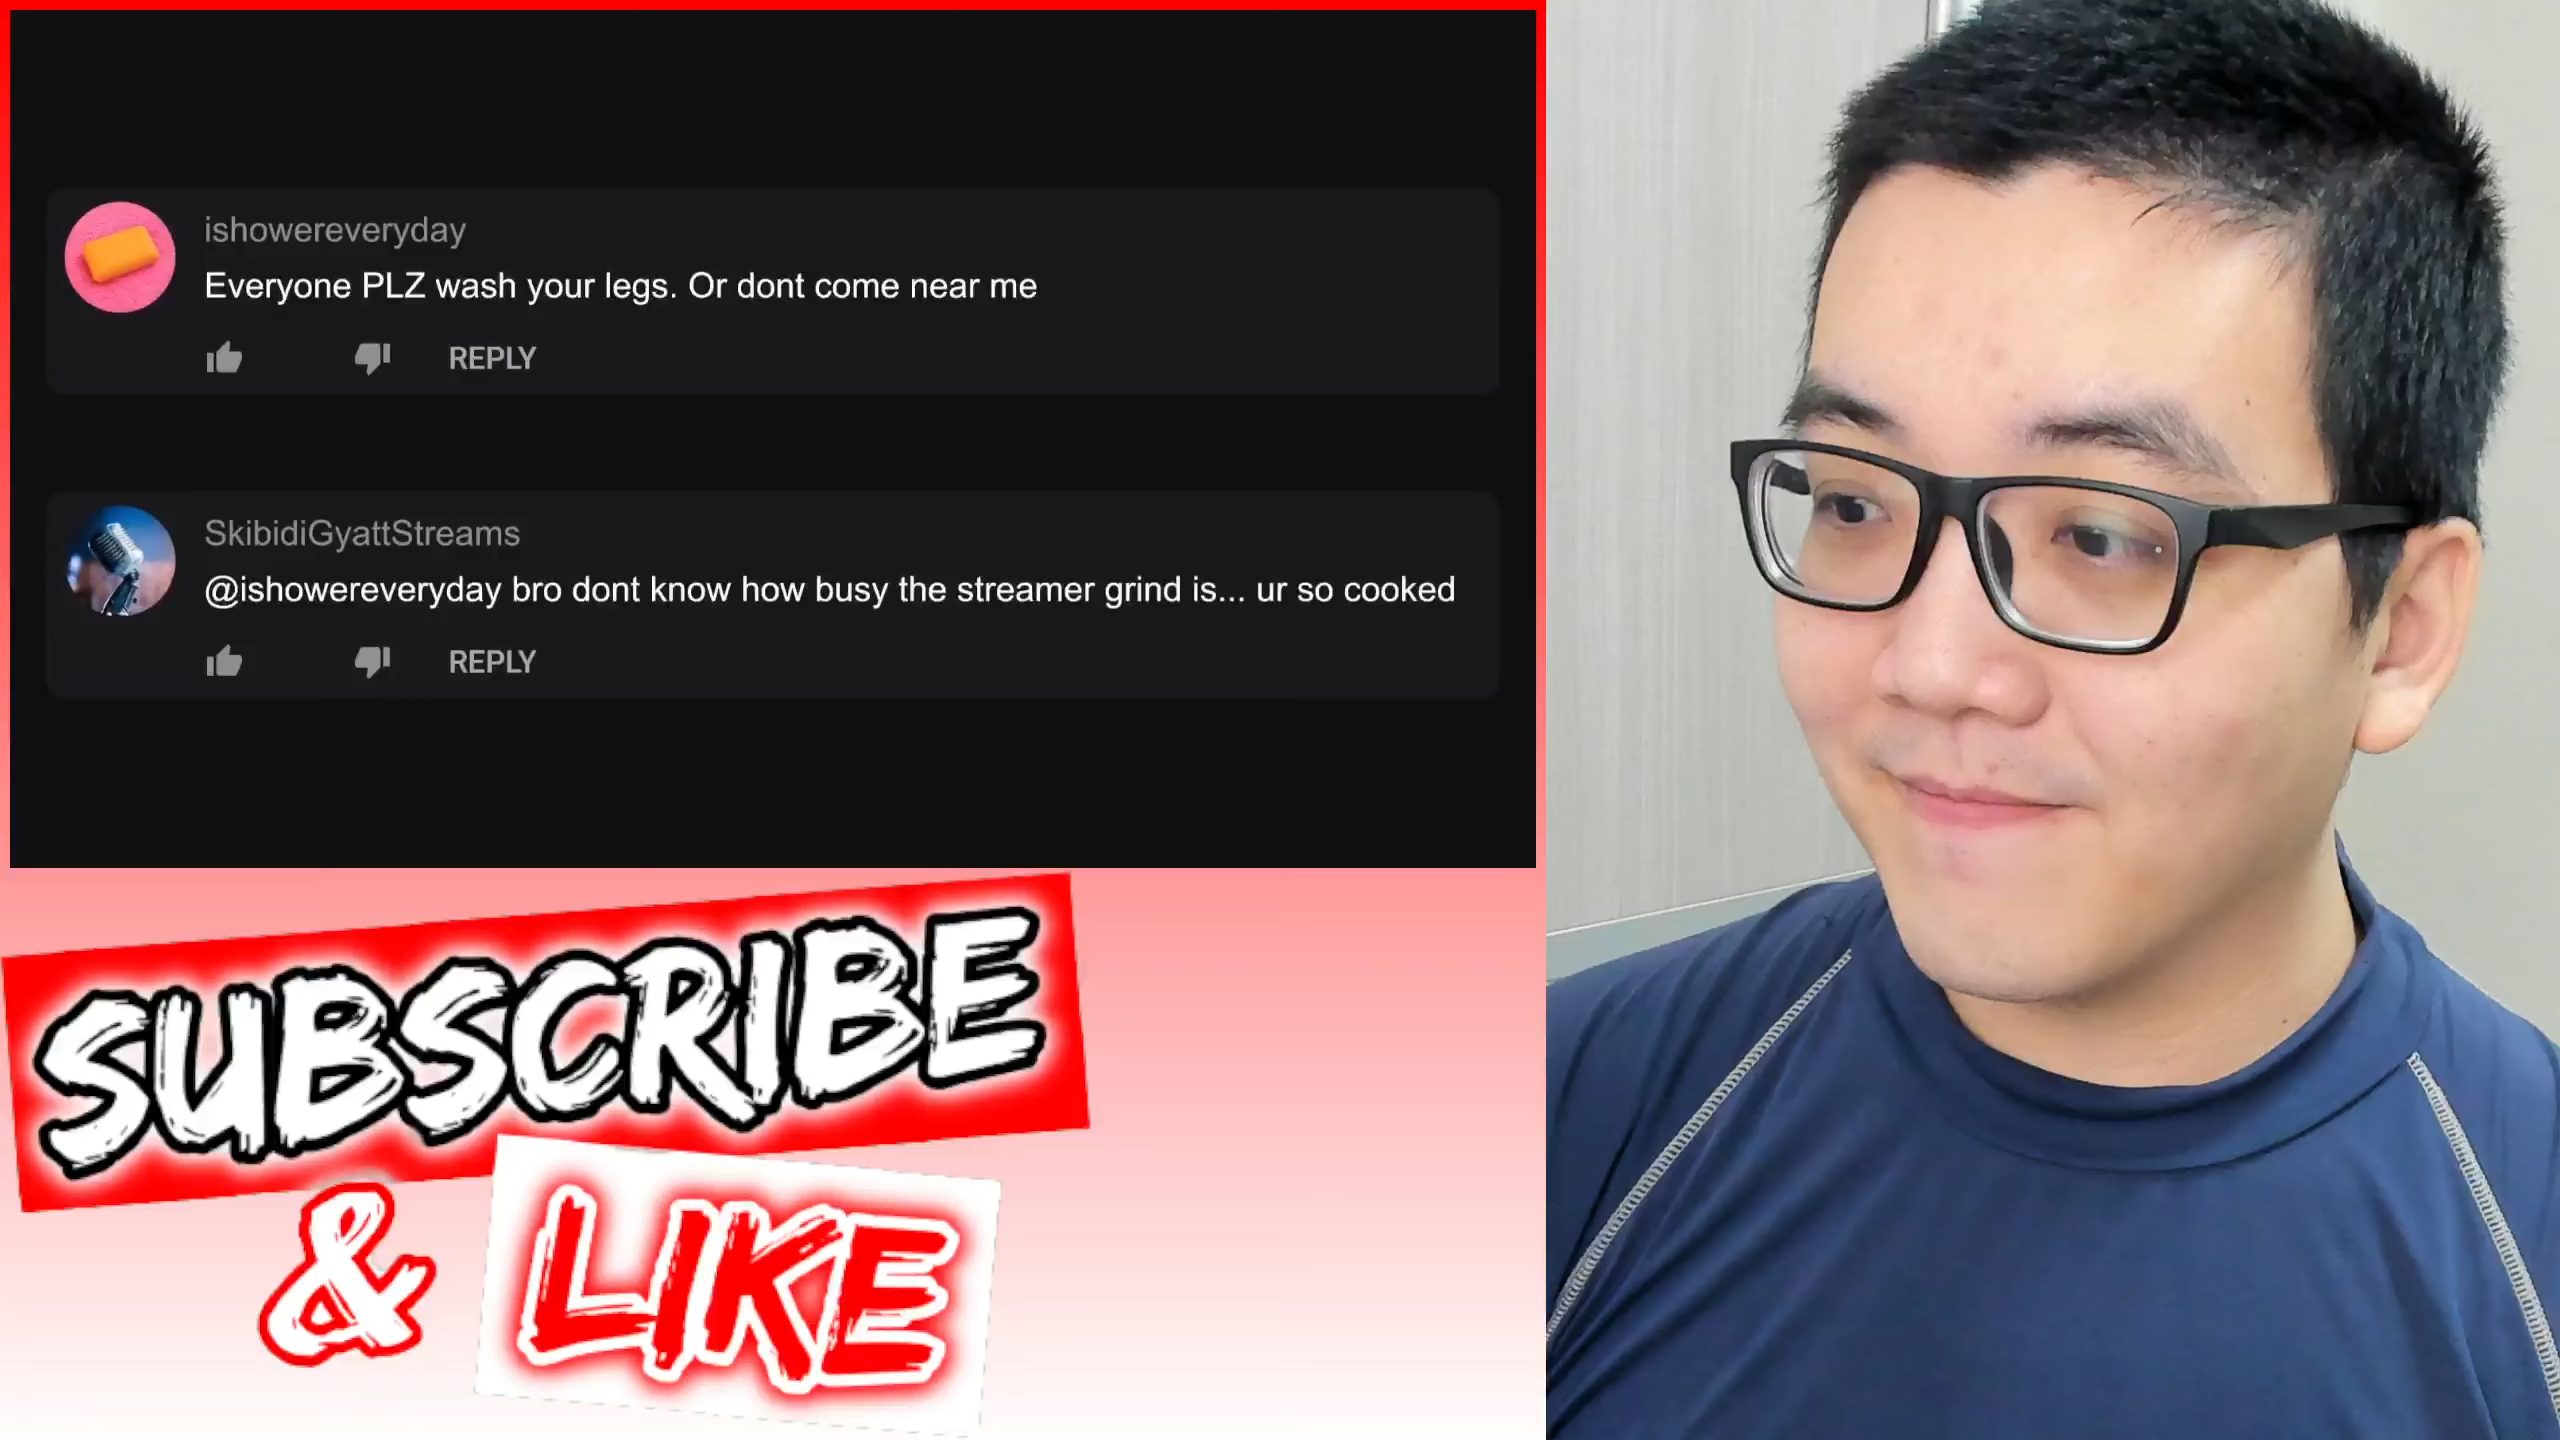 ishowereveryday
Everyone PLZ wash your legs. Or dont come near me
REPLY
SkibidiGyattStreams
@ishowereveryday bro dont know how busy the streamer grind is... ur so cooked
REPLY
SUBSCRIBE
& LIKE